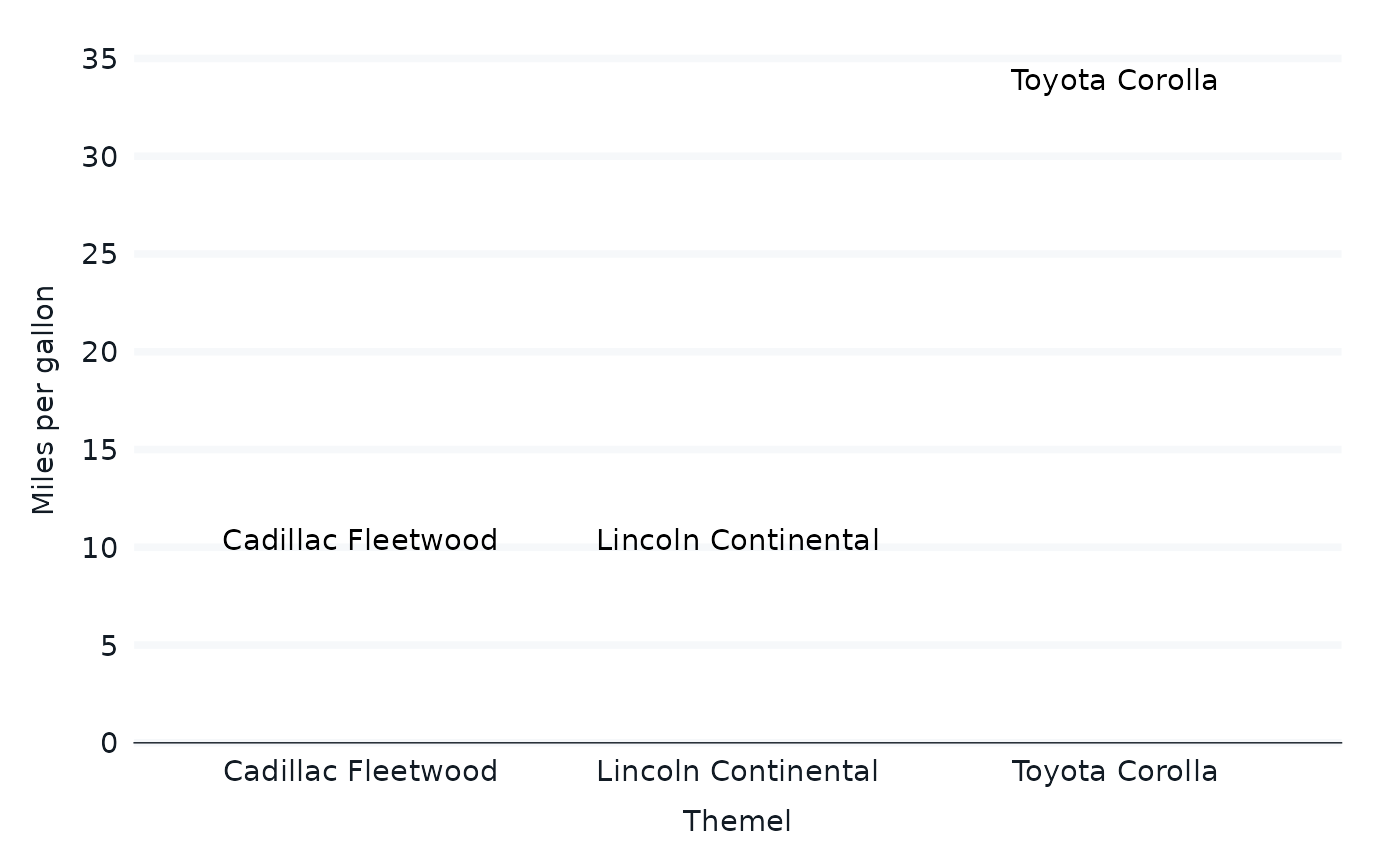 35
Toyota Corolla
30
25
20
15
10
Cadillac Fleetwood
Lincoln Continental
5
0
Miles per gallon
Cadillac Fleetwood
Lincoln Continental
Toyota Corolla
Themel